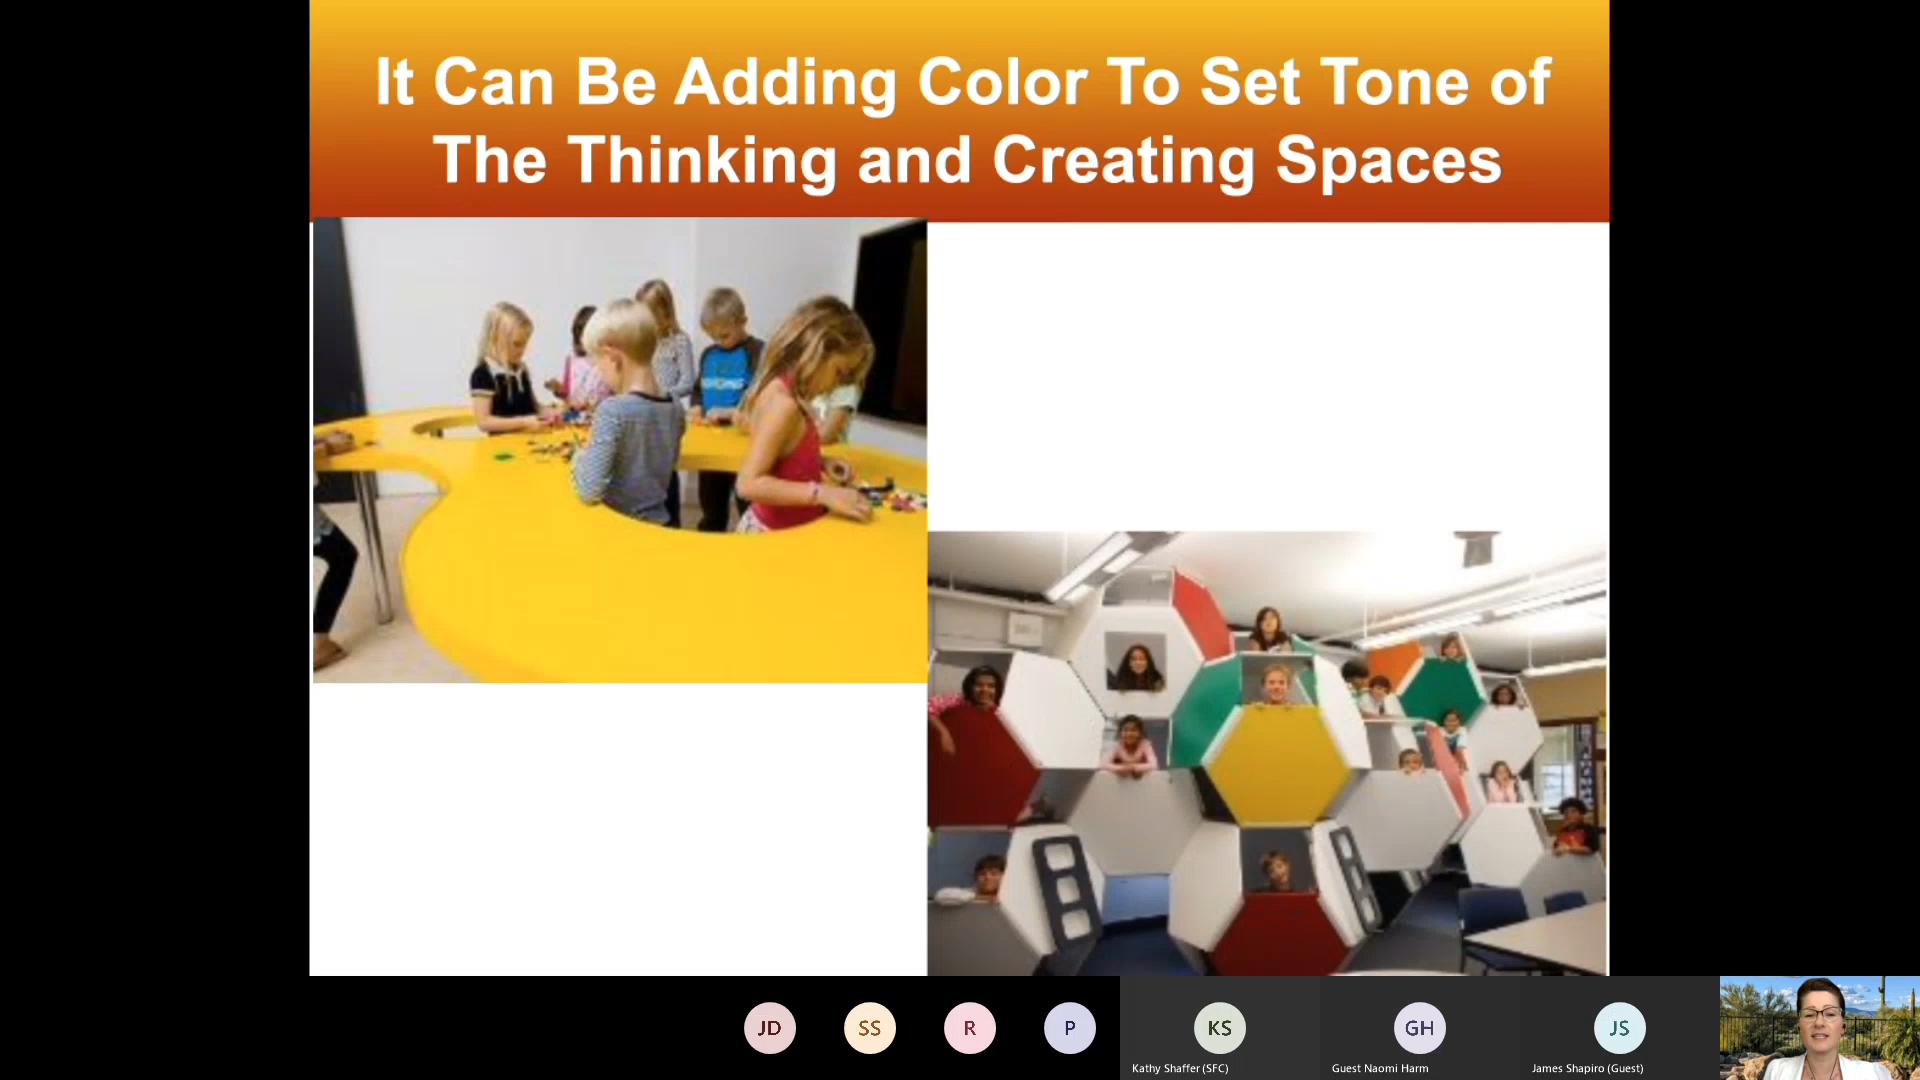 It Can Be Adding Color To Set Tone of
The Thinking and Creating Spaces
JD
SS
R
P
KS
GH
JS
Kathy Shaffer (SFC)
Guest Naomi Harm
James Shapiro (Guest)